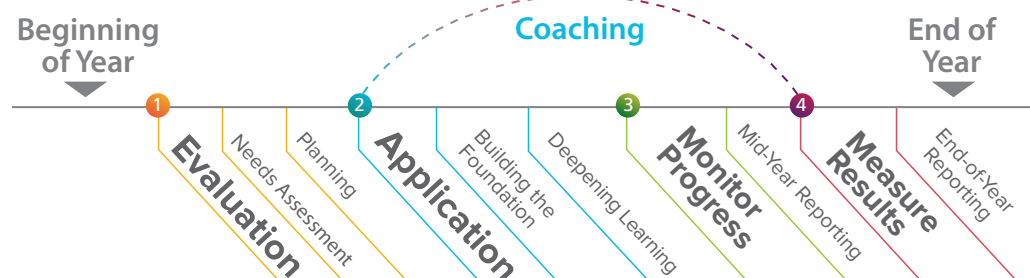 Beginning
of Year
Coaching
End of
Year
1
2
3
4
Evaluation
Needs Assessment
Planning
Application
Building the
Foundation
Deepening Learning
Monitor
Progress
Mid-Year Reporting
Measure
Results
End-of-Year
Reporting